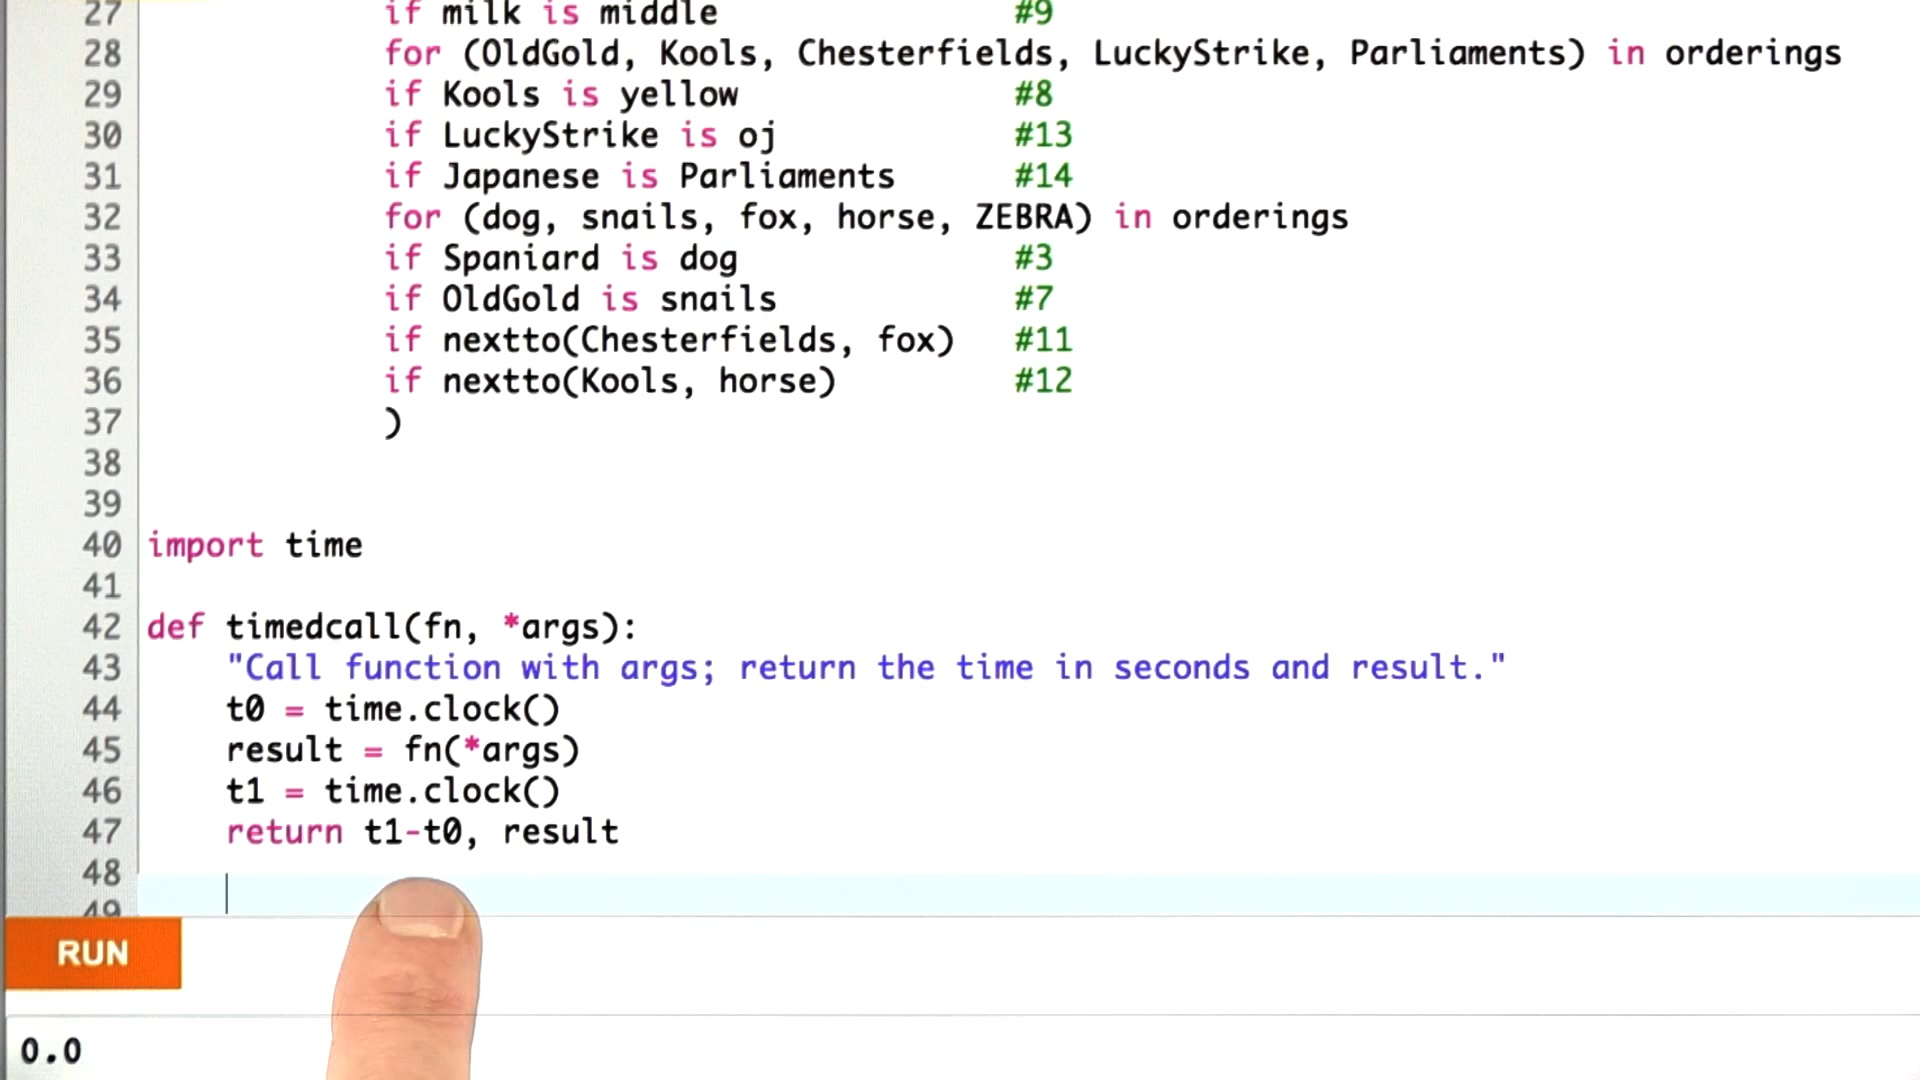 27 if milk is middle #9
28 for (OldGold, Kools, Chesterfields, LuckyStrike, Parliaments) in orderings
29 if Kools is yellow #8
30 if LuckyStrike is oj #13
31 if Japanese is Parliaments #14
32 for (dog, snails, fox, horse, ZEBRA) in orderings
33 if Spaniard is dog #3
34 if OldGold is snails #7
35 if nextto(Chesterfields, fox) #11
36 if nextto(Kools, horse) #12
37 )
38
39
40 import time
41
42 def timedcall(fn, *args):
43 "Call function with args; return the time in seconds and result."
44 t0 = time.clock()
45 result = fn(*args)
46 t1 = time.clock()
47 return t1-t0, result
48
49
RUN
0.0